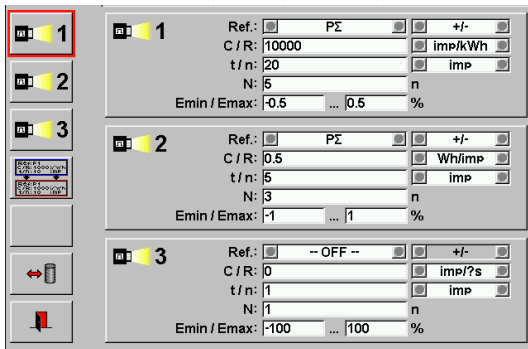 1
2
3
1
Ref.: PΣ +/-
C / R: 10000 imp/kWh
t / n: 20 imp
N: 5 n
Emin / Emax: -0.5 ... 0.5 %
2
Ref.: PΣ +/-
C / R: 0.5 Wh/imp
t / n: 5 imp
N: 3 n
Emin / Emax: -1 ... 1 %
3
Ref.: -- OFF -- +/-
C / R: 0 imp/?s
t / n: 1 imp
N: 1 n
Emin / Emax: -100 ... 100 %